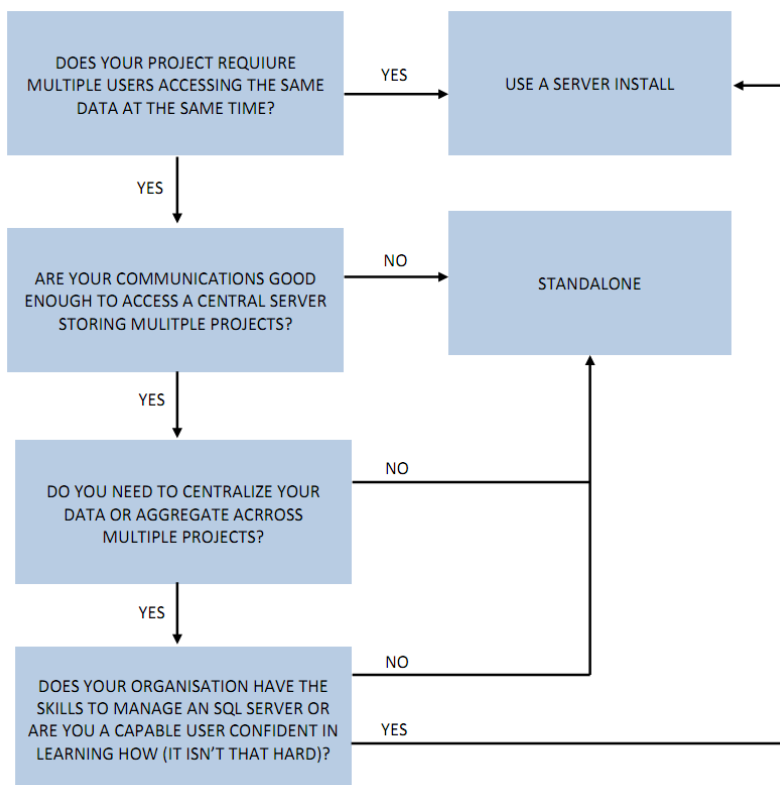 DOES YOUR PROJECT REQUIURE
MULTIPLE USERS ACCESSING THE SAME
DATA AT THE SAME TIME?
YES
USE A SERVER INSTALL
YES
ARE YOUR COMMUNICATIONS GOOD
ENOUGH TO ACCESS A CENTRAL SERVER
STORING MULITPLE PROJECTS?
NO
STANDALONE
YES
DO YOU NEED TO CENTRALIZE YOUR
DATA OR AGGREGATE ACRROSS
MULTIPLE PROJECTS?
NO
YES
DOES YOUR ORGANISATION HAVE THE
SKILLS TO MANAGE AN SQL SERVER OR
ARE YOU A CAPABLE USER CONFIDENT IN
LEARNING HOW (IT ISN'T THAT HARD)?
NO
YES